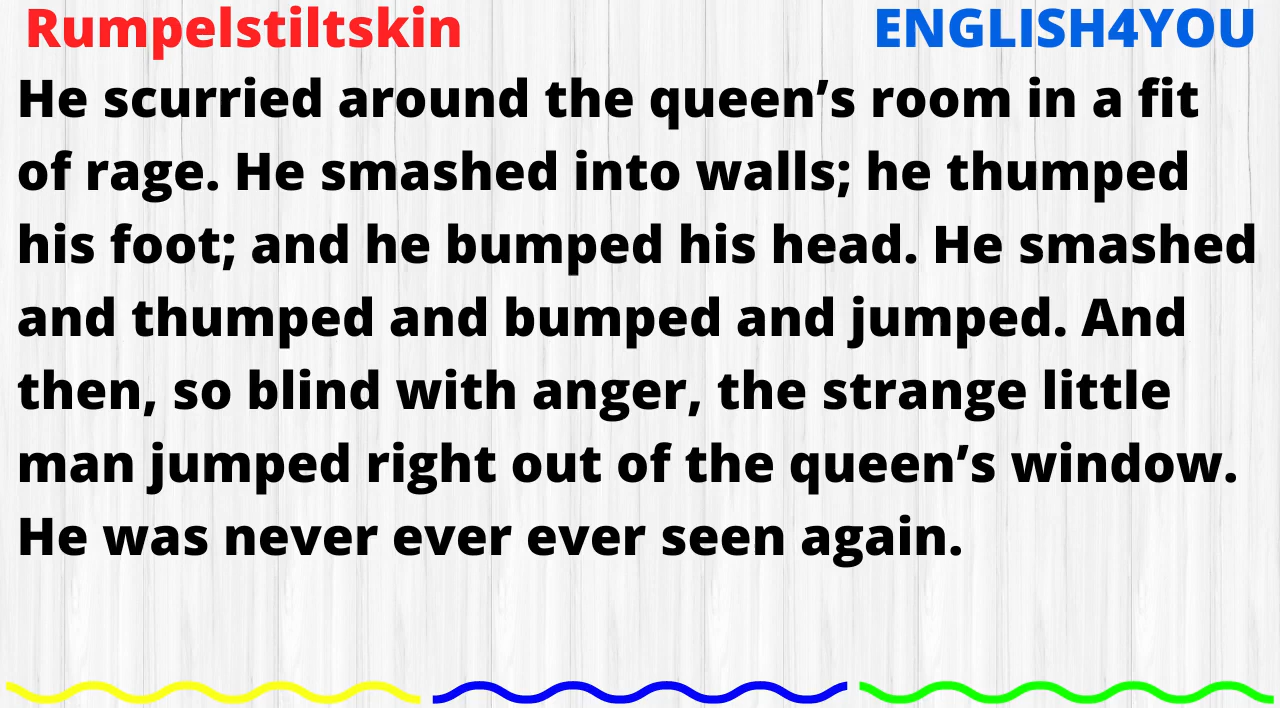 Rumpelstiltskin
ENGLISH4YOU
He scurried around the queen’s room in a fit
of rage. He smashed into walls; he thumped
his foot; and he bumped his head. He smashed
and thumped and bumped and jumped. And
then, so blind with anger, the strange little
man jumped right out of the queen’s window.
He was never ever ever seen again.